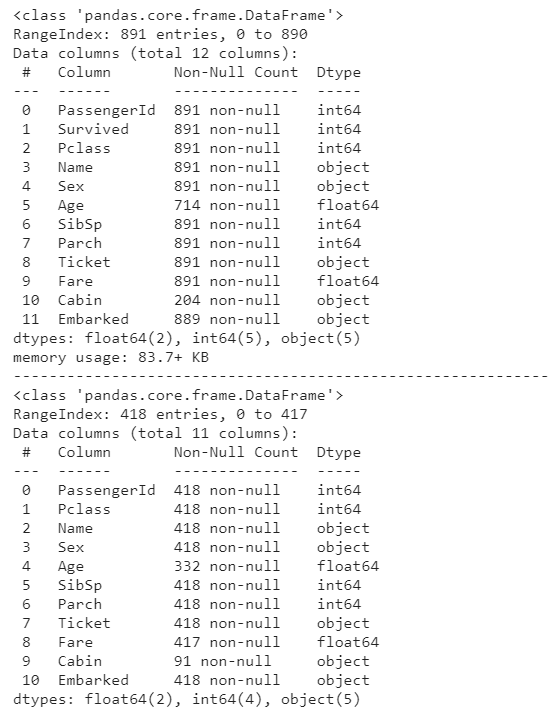 <class 'pandas.core.frame.DataFrame'>
RangeIndex: 891 entries, 0 to 890
Data columns (total 12 columns):
 #   Column       Non-Null Count  Dtype
---  ------       --------------  -----
 0   PassengerId  891 non-null    int64
 1   Survived     891 non-null    int64
 2   Pclass       891 non-null    int64
 3   Name         891 non-null    object
 4   Sex          891 non-null    object
 5   Age          714 non-null    float64
 6   SibSp        891 non-null    int64
 7   Parch        891 non-null    int64
 8   Ticket       891 non-null    object
 9   Fare         891 non-null    float64
 10  Cabin        204 non-null    object
 11  Embarked     889 non-null    object
dtypes: float64(2), int64(5), object(5)
memory usage: 83.7+ KB
------------------------------------------------------------
<class 'pandas.core.frame.DataFrame'>
RangeIndex: 418 entries, 0 to 417
Data columns (total 11 columns):
 #   Column       Non-Null Count  Dtype
---  ------       --------------  -----
 0   PassengerId  418 non-null    int64
 1   Pclass       418 non-null    int64
 2   Name         418 non-null    object
 3   Sex          418 non-null    object
 4   Age          332 non-null    float64
 5   SibSp        418 non-null    int64
 6   Parch        418 non-null    int64
 7   Ticket       418 non-null    object
 8   Fare         417 non-null    float64
 9   Cabin        91 non-null     object
 10  Embarked     418 non-null    object
dtypes: float64(2), int64(4), object(5)